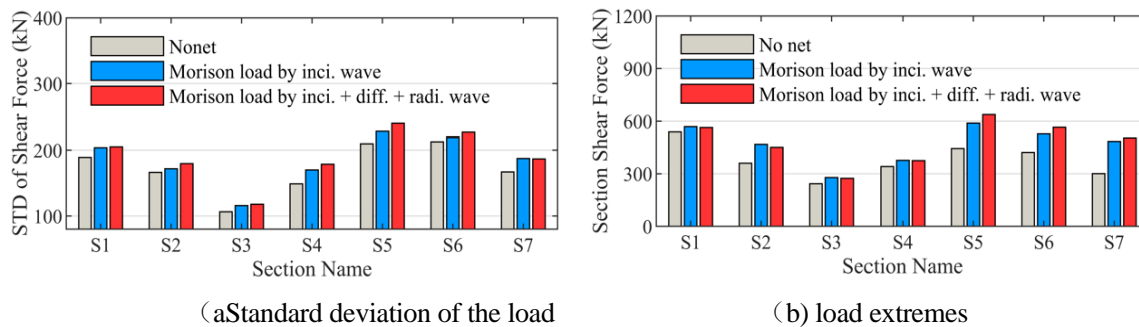 STD of Shear Force (kN)
400
300
200
100
Nonet
Morison load by inci. wave
Morison load by inci. + diff. + radi. wave
S1 S2 S3 S4 S5 S6 S7
Section Name
(aStandard deviation of the load
Section Shear Force (kN)
1200
900
600
300
0
No net
Morison load by inci. wave
Morison load by inci. + diff. + radi. wave
S1 S2 S3 S4 S5 S6 S7
Section Name
(b) load extremes